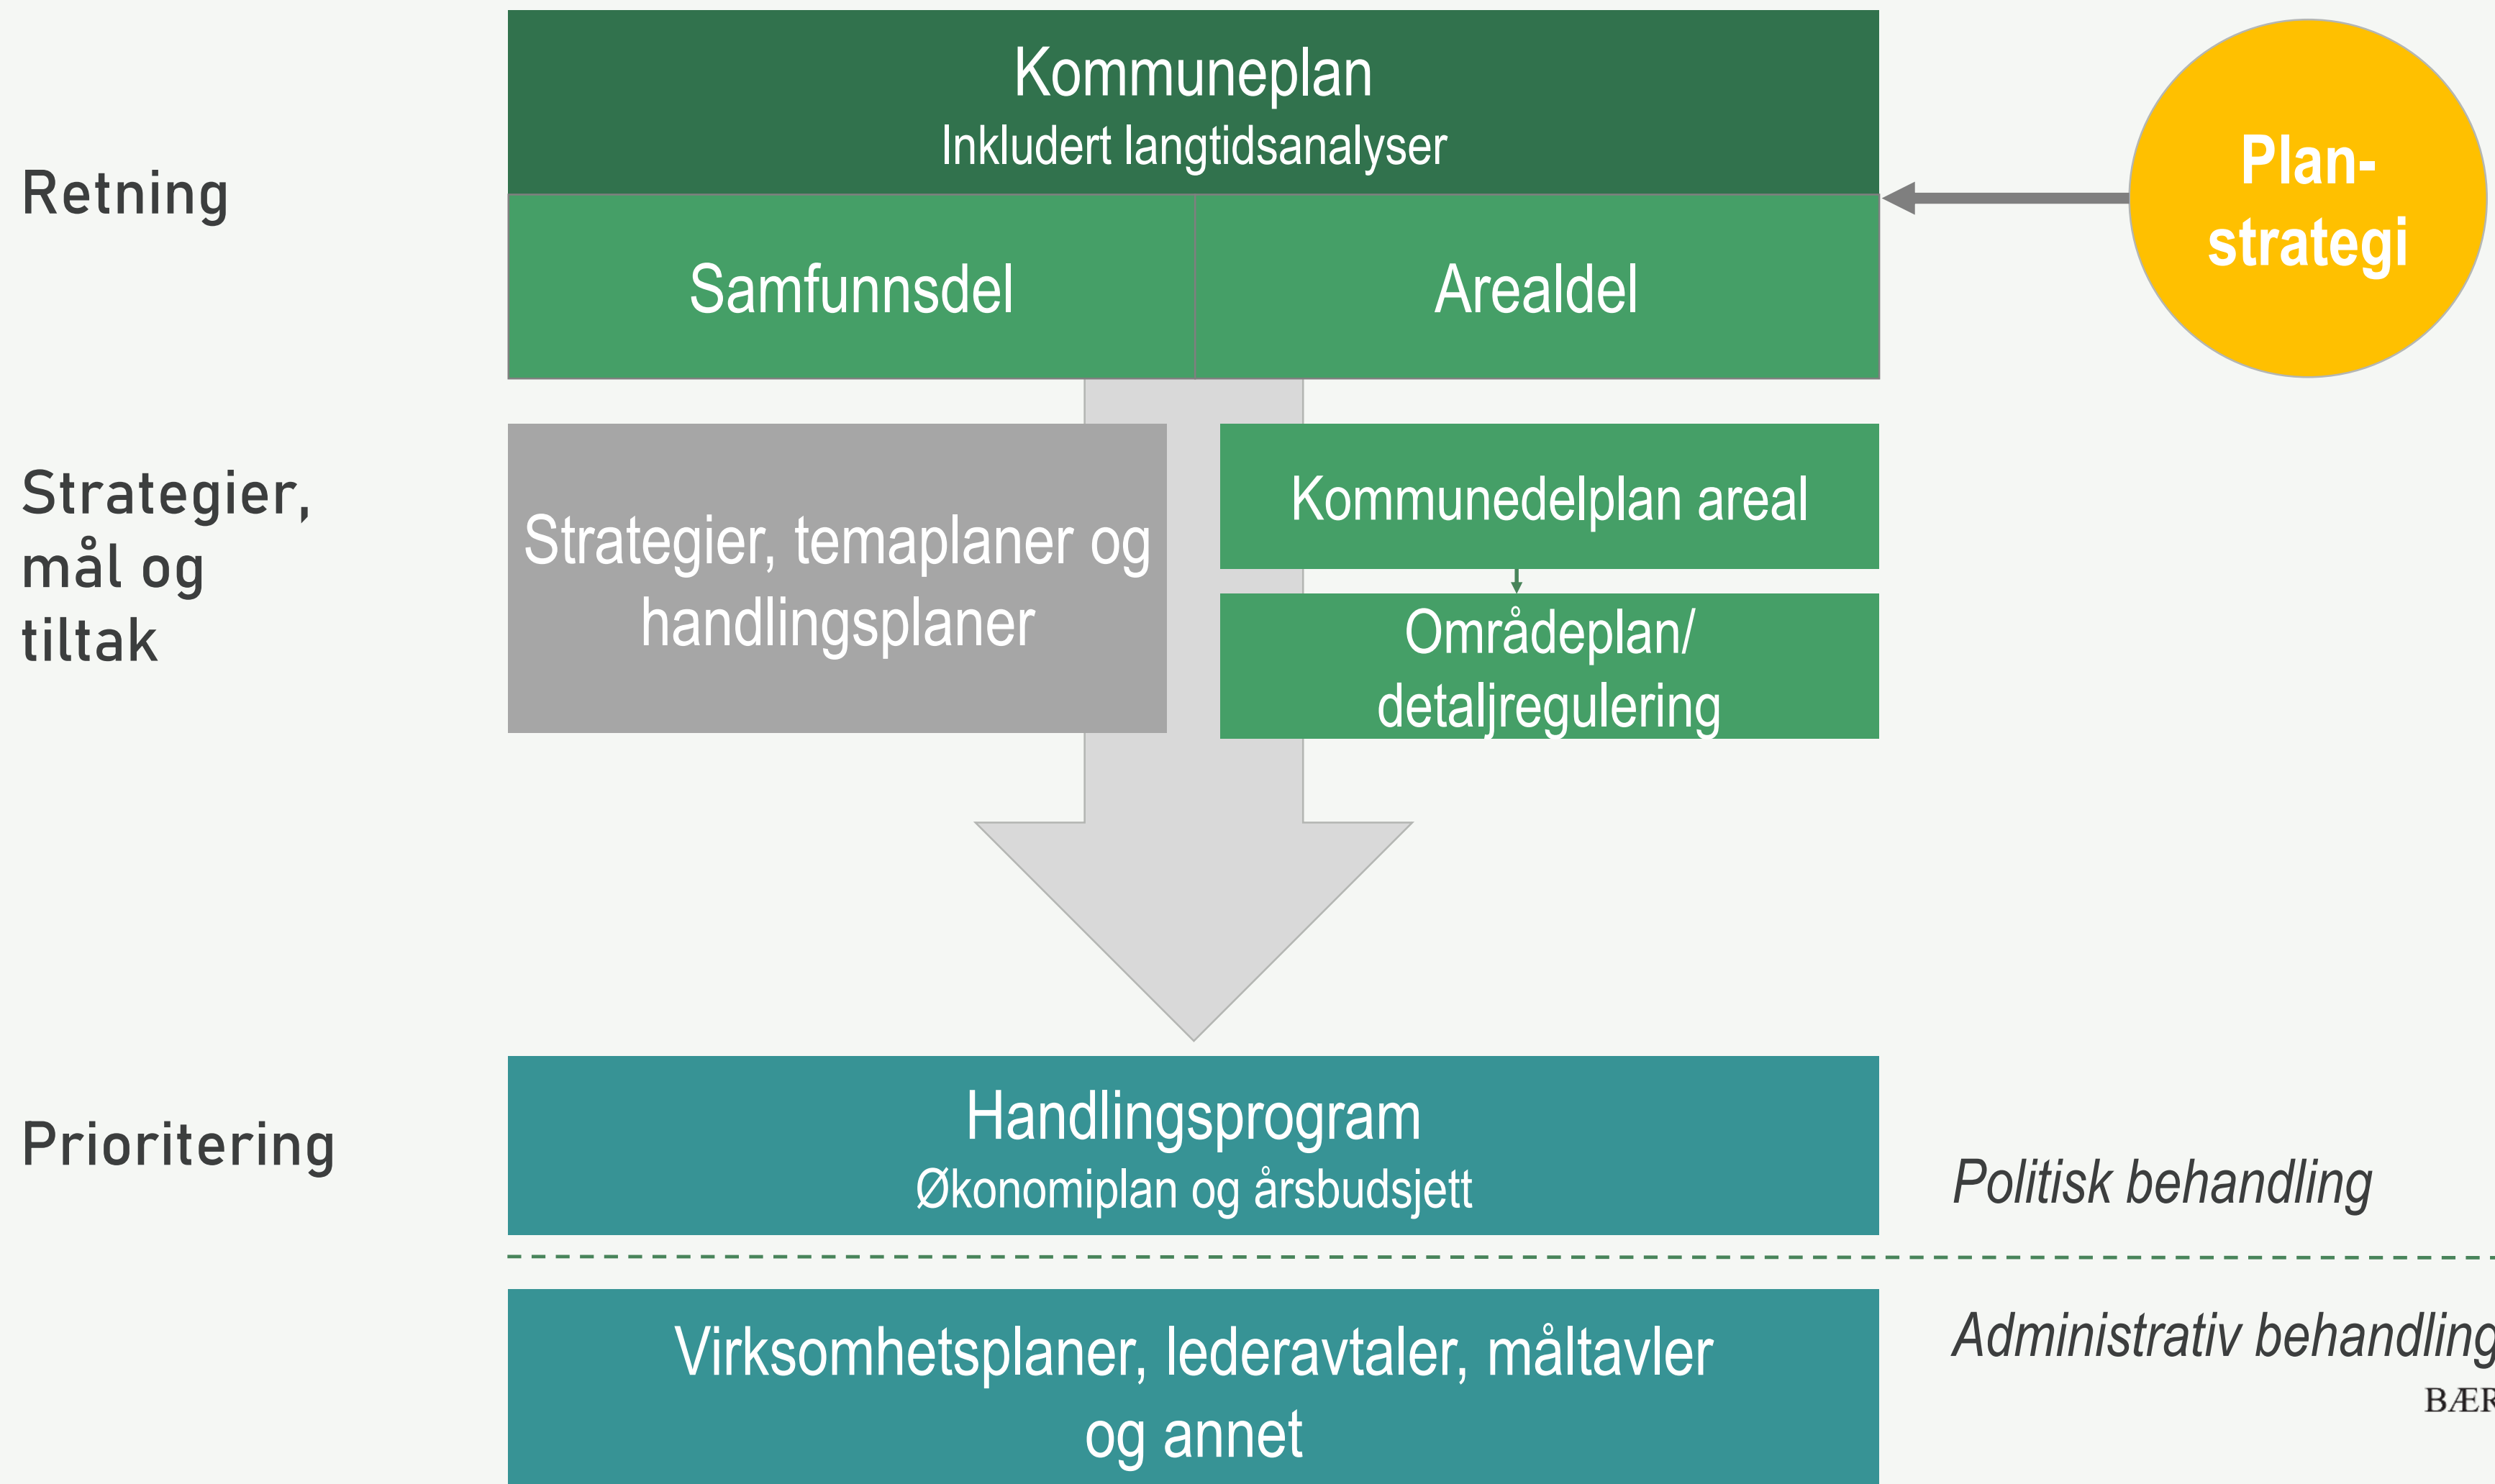 Kommuneplan
Inkludert langtidsanalyser
Retning
Samfunnsdel
Arealdel
Plan-
strategi
Strategier,
mål og
tiltak
Strategier, temaplaner og
handlingsplaner
Kommunedelplan areal
Områdeplan/
detaljregulering
Prioritering
Handlingsprogram
Økonomiplan og årsbudsjett
Politisk behandling
Virksomhetsplaner, lederavtaler, måltavler
og annet
Administrativ behandling